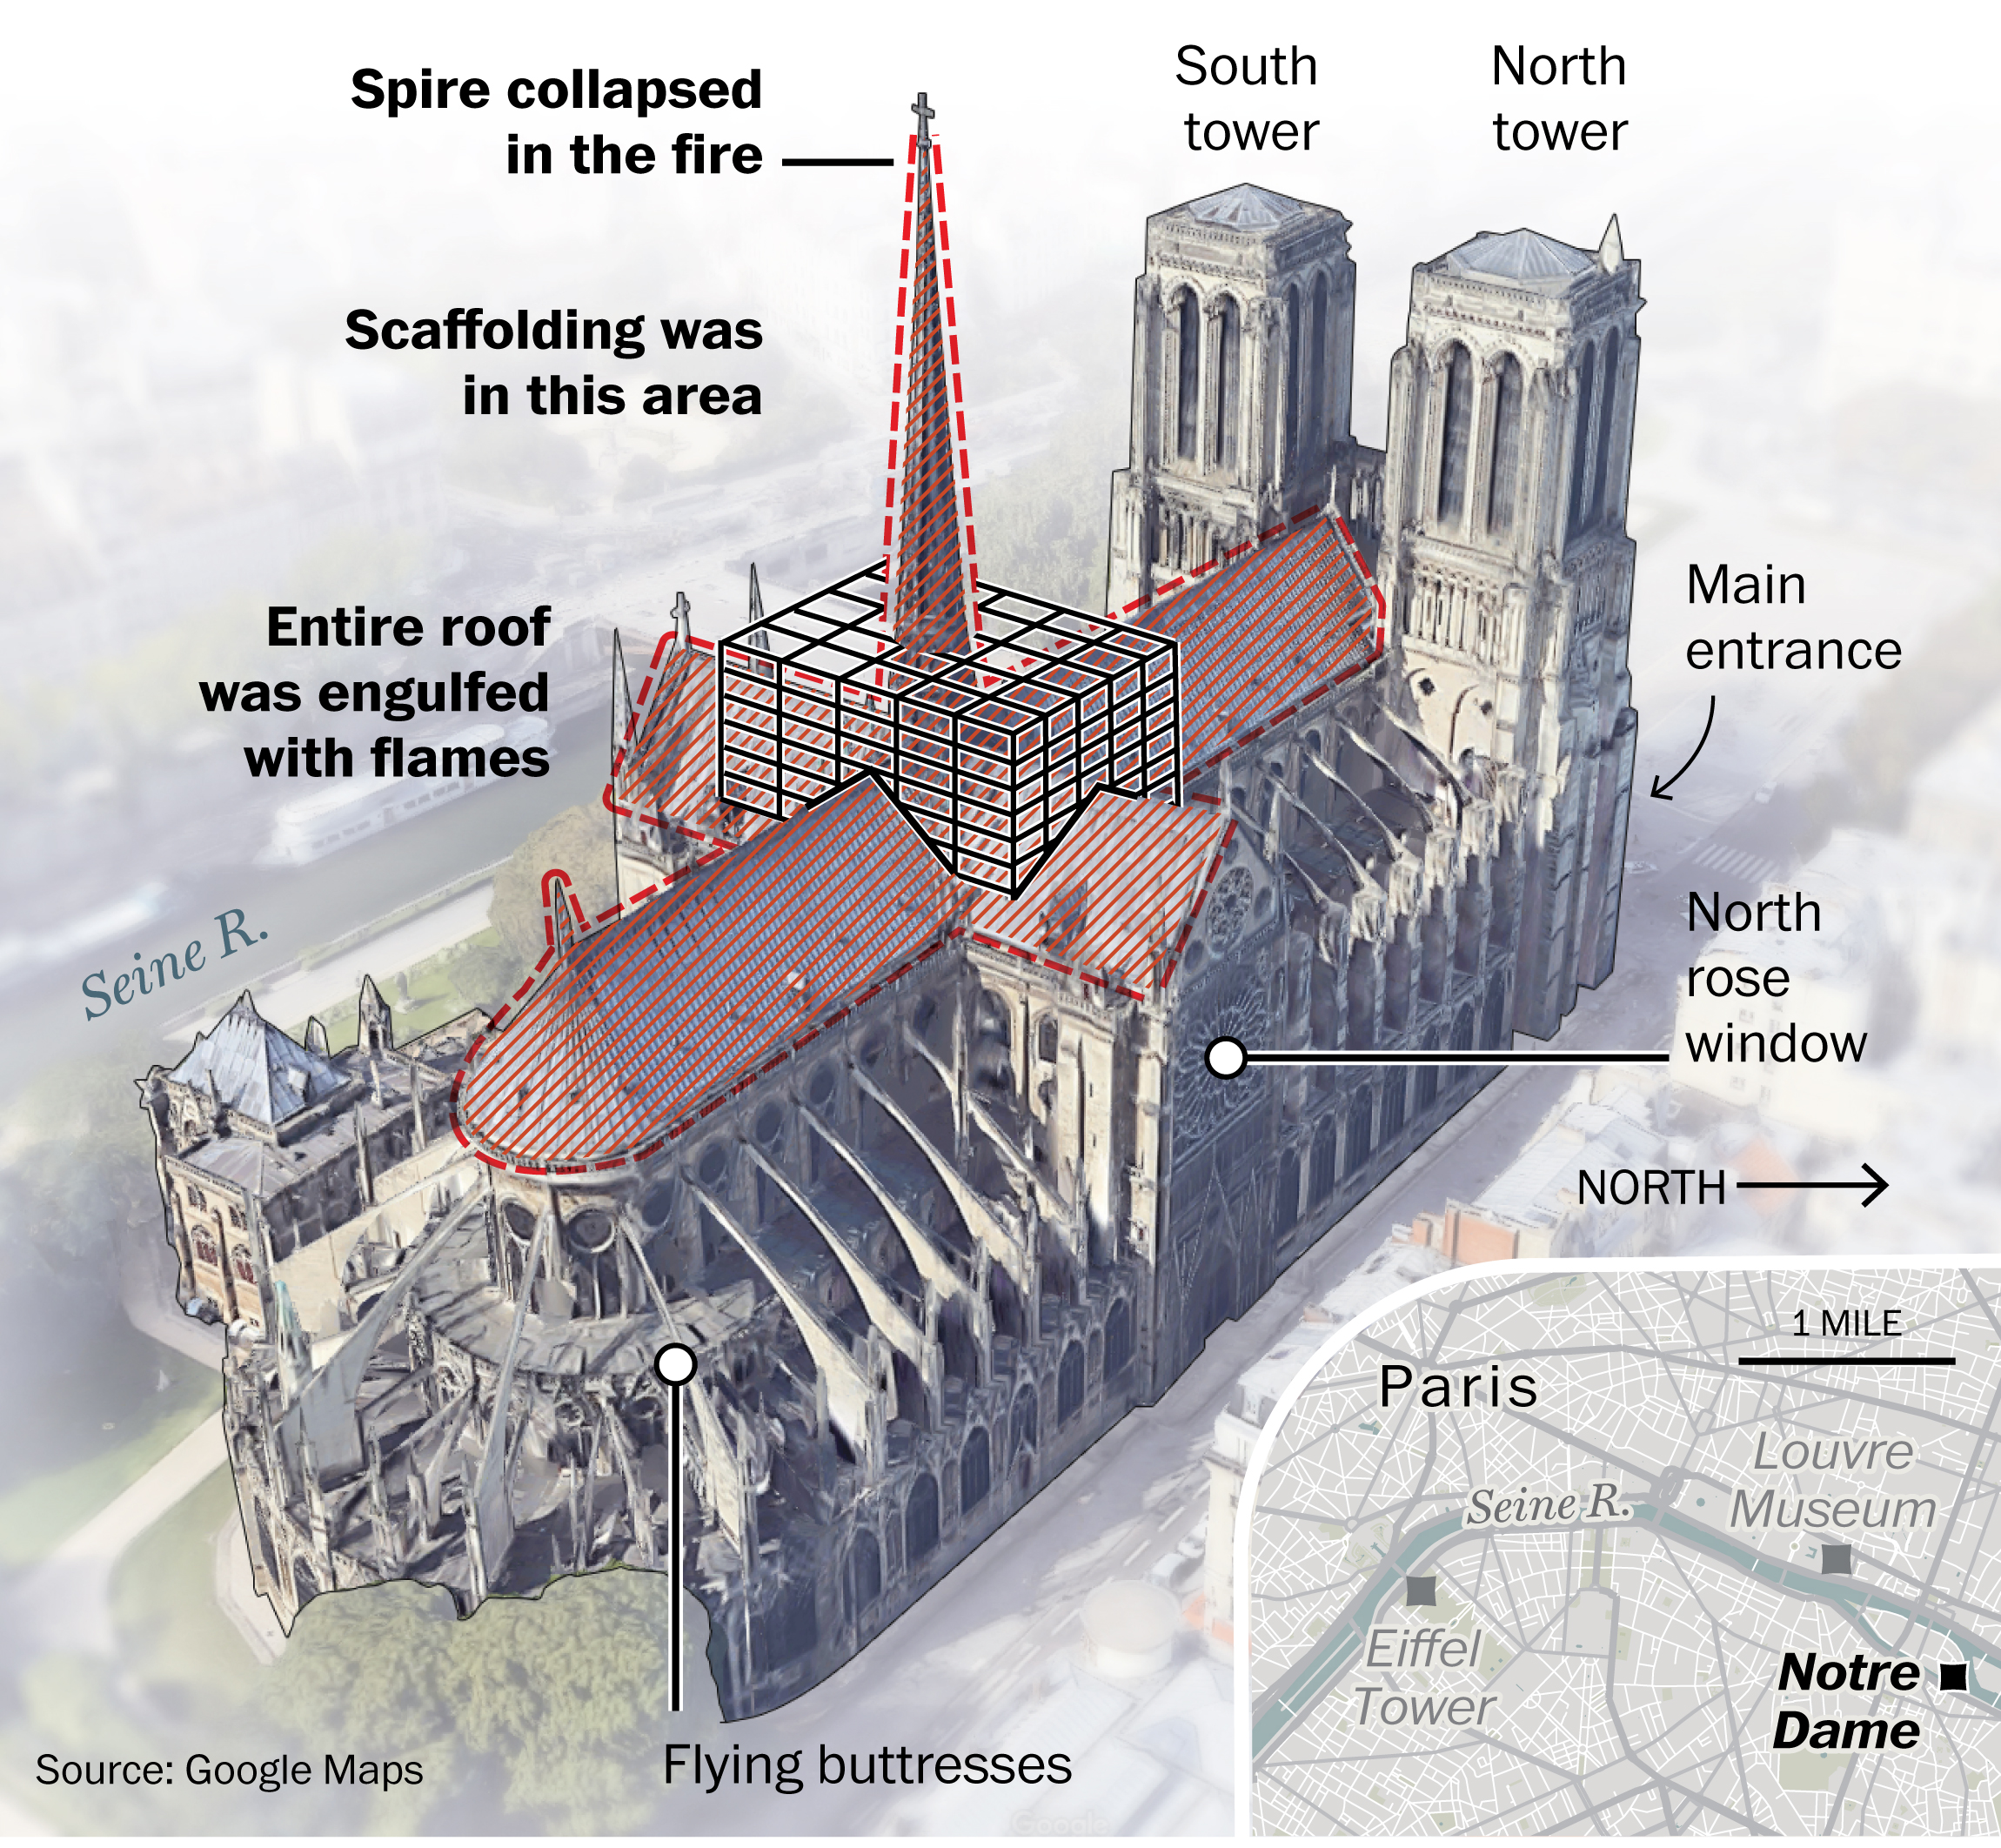 Spire collapsed
in the fire
South
tower
North
tower
Scaffolding was
in this area
Entire roof
was engulfed
with flames
Main
entrance
Seine R.
North
rose
window
NORTH
1 MILE
Paris
Louvre
Museum
Seine R.
Eiffel
Tower
Notre
Dame
Flying buttresses
Source: Google Maps
Google